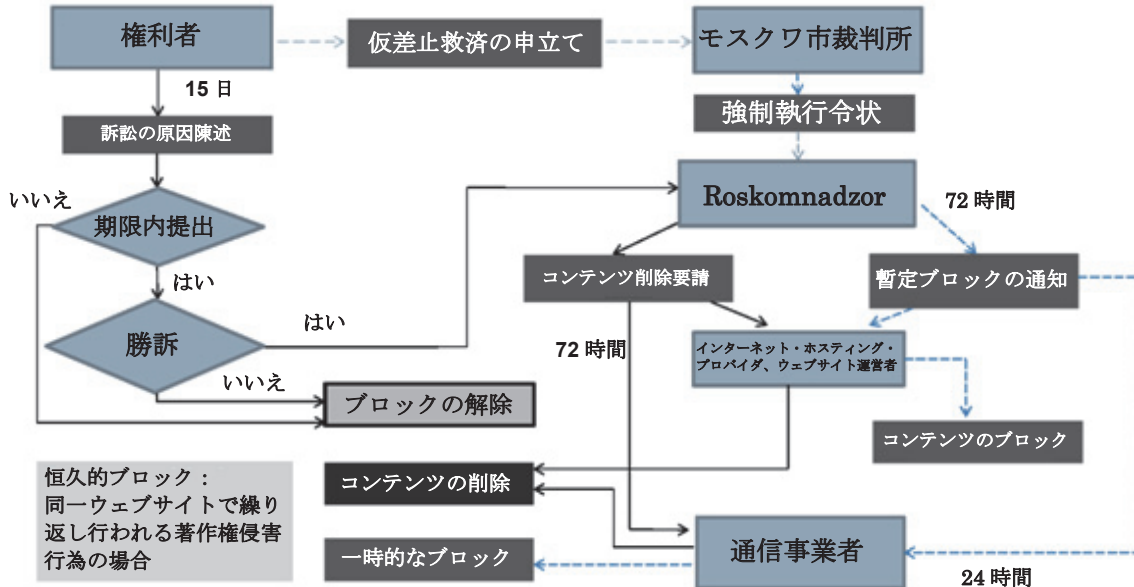 権利者
仮差止救済の申立て
モスクワ市裁判所
15 日
強制執行令状
訴訟の原因陳述
いいえ
期限内提出
Roskomnadzor
72 時間
はい
コンテンツ削除要請
暫定ブロックの通知
勝訴
はい
72 時間
インターネット・ホスティング・
プロバイダ、ウェブサイト運営者
いいえ
ブロックの解除
コンテンツのブロック
恒久的ブロック：
同一ウェブサイトで繰り
返し行われる著作権侵害
行為の場合
コンテンツの削除
一時的なブロック
通信事業者
24 時間